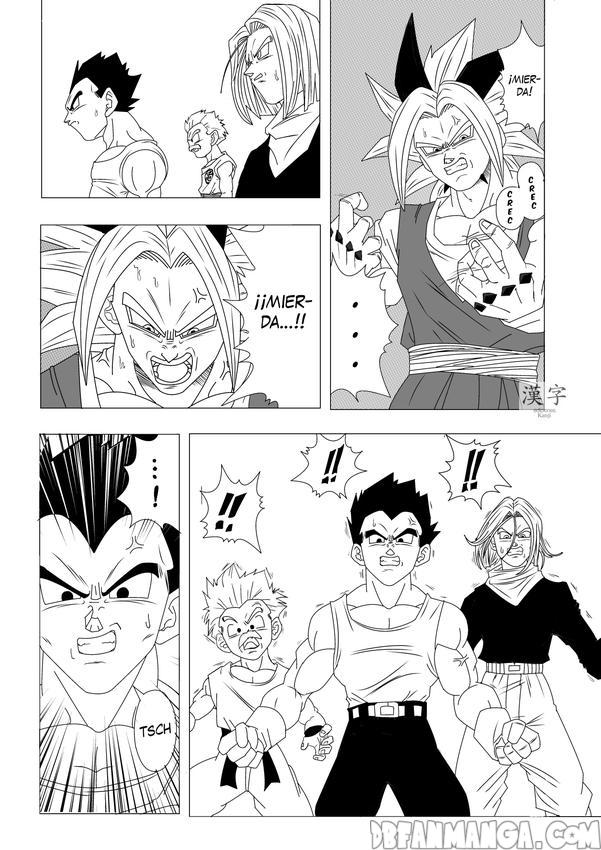 ¡MIER-
DA!
CREC
CREC
...
¡¡MIER-
DA...!!
漢字
Kanji
...!
TSCH
!!
!!
!!
DBFANMANGA.COM